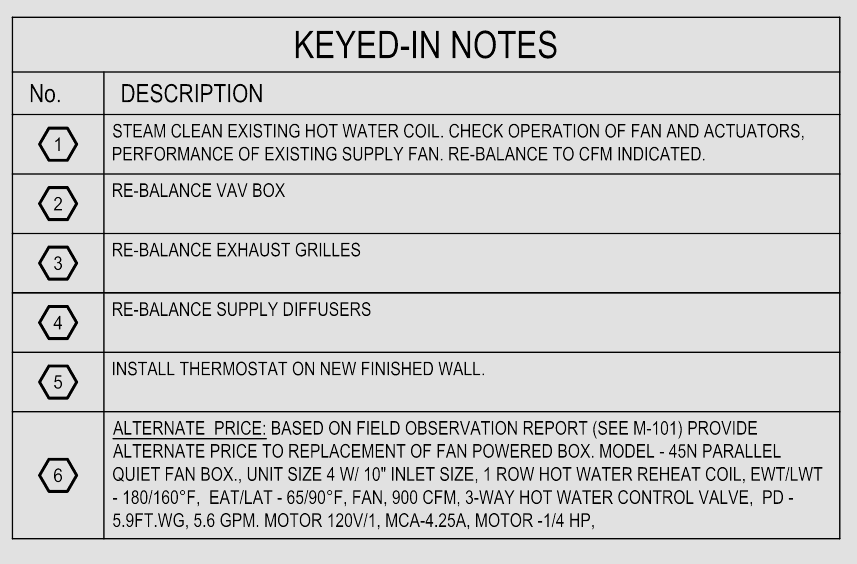 KEYED-IN NOTES
No. DESCRIPTION
1 STEAM CLEAN EXISTING HOT WATER COIL. CHECK OPERATION OF FAN AND ACTUATORS,
PERFORMANCE OF EXISTING SUPPLY FAN. RE-BALANCE TO CFM INDICATED.
2 RE-BALANCE VAV BOX
3 RE-BALANCE EXHAUST GRILLES
4 RE-BALANCE SUPPLY DIFFUSERS
5 INSTALL THERMOSTAT ON NEW FINISHED WALL.
6 ALTERNATE PRICE: BASED ON FIELD OBSERVATION REPORT (SEE M-101) PROVIDE
ALTERNATE PRICE TO REPLACEMENT OF FAN POWERED BOX. MODEL - 45N PARALLEL
QUIET FAN BOX., UNIT SIZE 4 W/ 10" INLET SIZE, 1 ROW HOT WATER REHEAT COIL, EWT/LWT
- 180/160°F, EAT/LAT - 65/90°F, FAN, 900 CFM, 3-WAY HOT WATER CONTROL VALVE, PD -
5.9FT.WG, 5.6 GPM. MOTOR 120V/1, MCA-4.25A, MOTOR -1/4 HP,